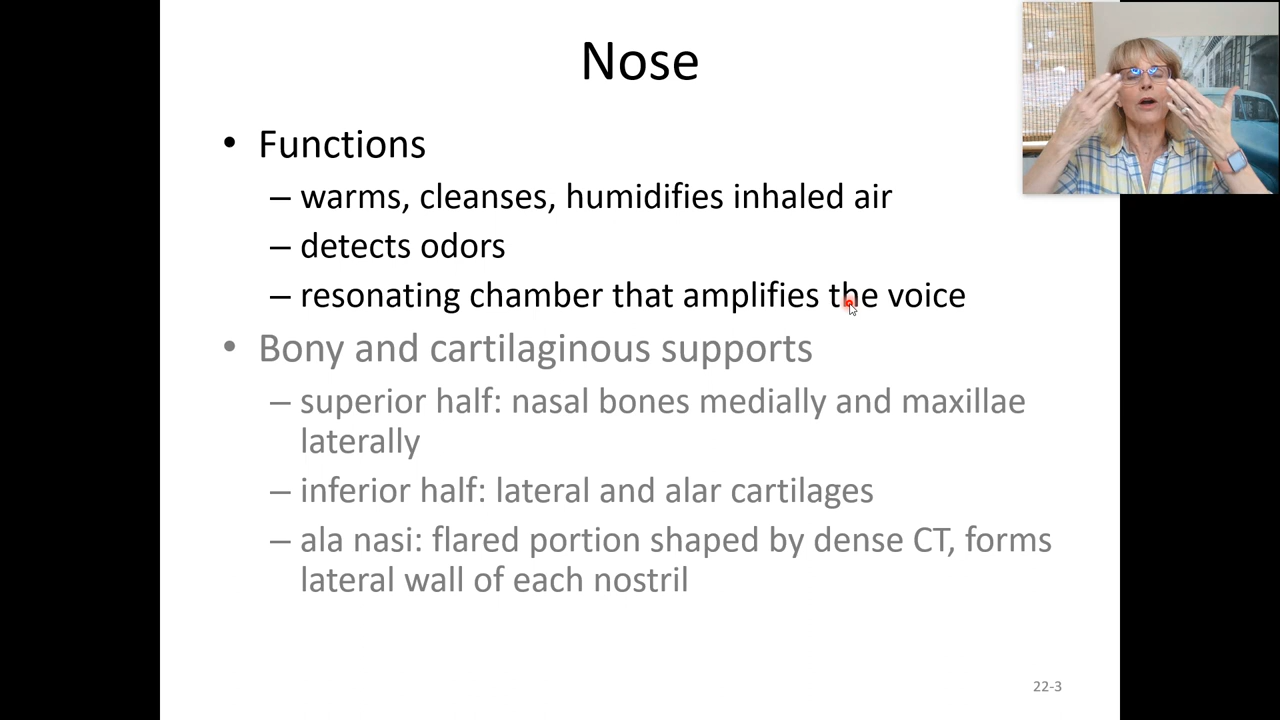 Nose
• Functions
– warms, cleanses, humidifies inhaled air
– detects odors
– resonating chamber that amplifies the voice
• Bony and cartilaginous supports
– superior half: nasal bones medially and maxillae
laterally
– inferior half: lateral and alar cartilages
– ala nasi: flared portion shaped by dense CT, forms
lateral wall of each nostril
22-3